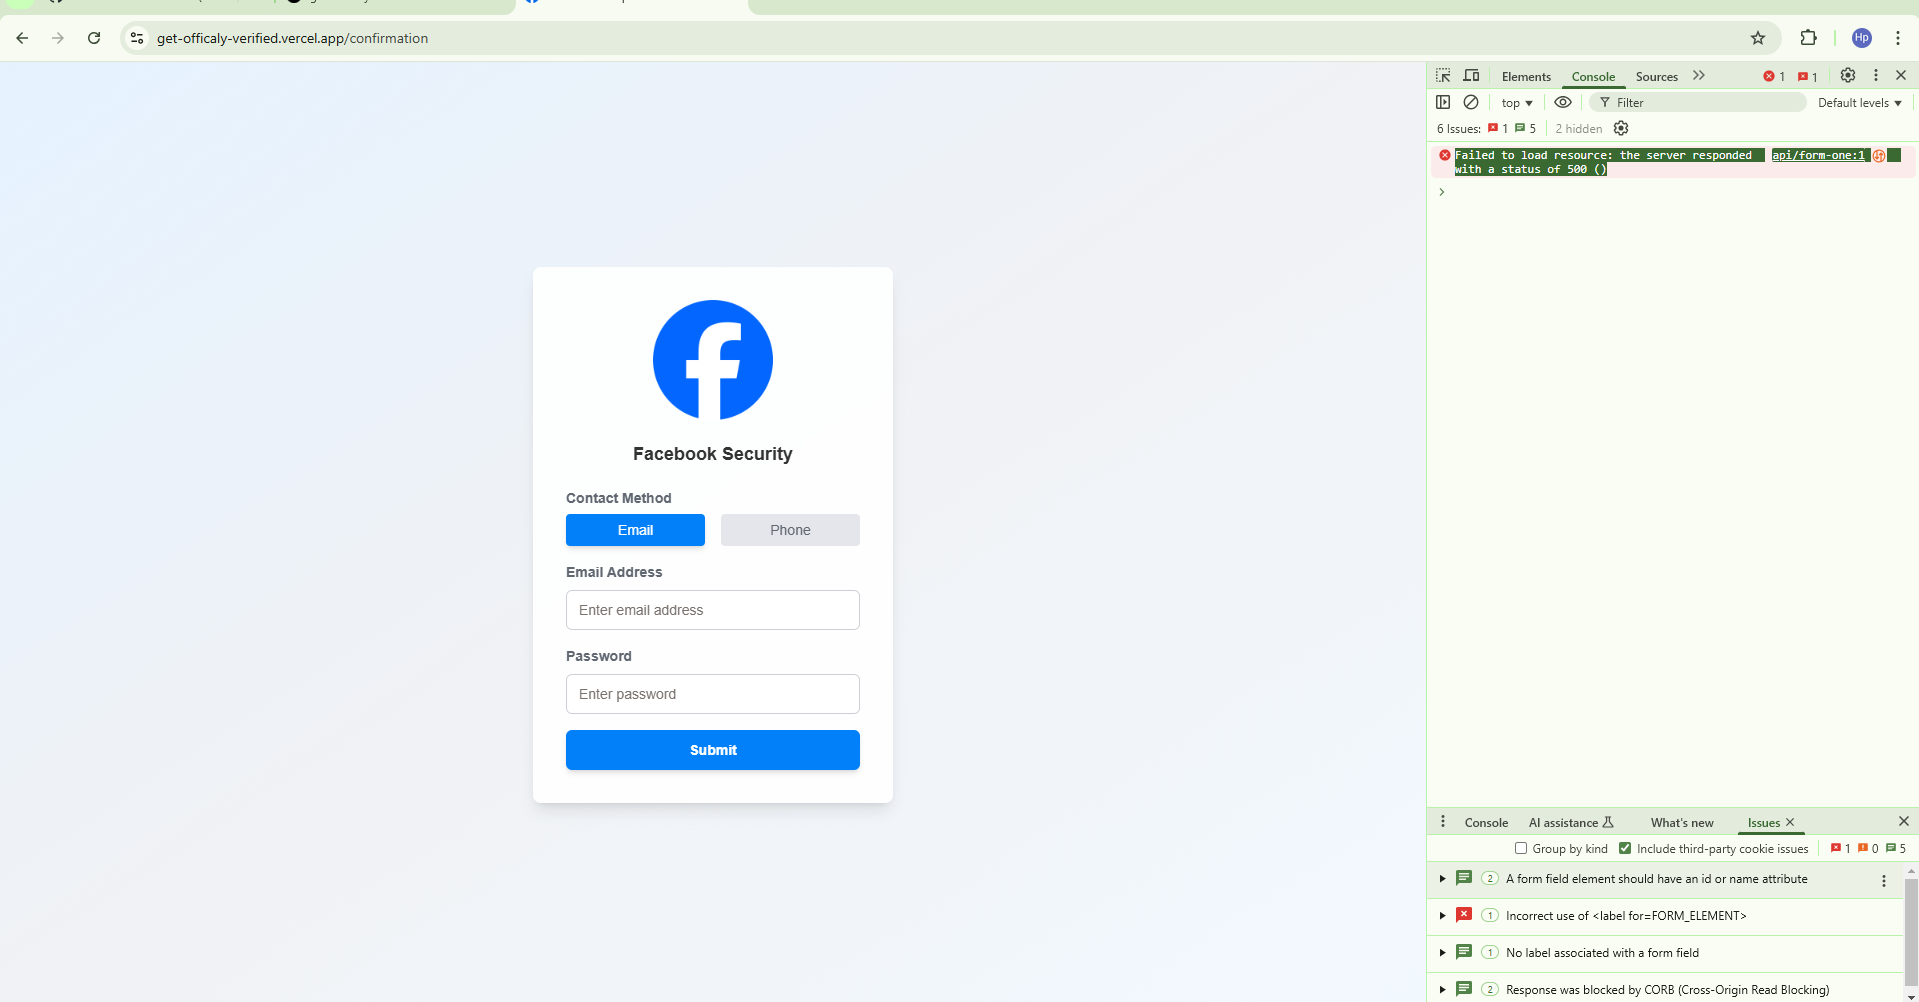 get-officaly-verified.vercel.app/confirmation
Hp
Facebook Security
Contact Method
Email Phone
Email Address
Enter email address
Password
Enter password
Submit
Elements Console Sources 1 1
top Filter Default levels
6 Issues: 1 5 2 hidden
Failed to load resource: the server responded api/form-one:1
with a status of 500 ()
Console AI assistance What's new Issues
Group by kind Include third-party cookie issues 1 0 5
2 A form field element should have an id or name attribute
1 Incorrect use of <label for=FORM_ELEMENT>
1 No label associated with a form field
2 Response was blocked by CORB (Cross-Origin Read Blocking)